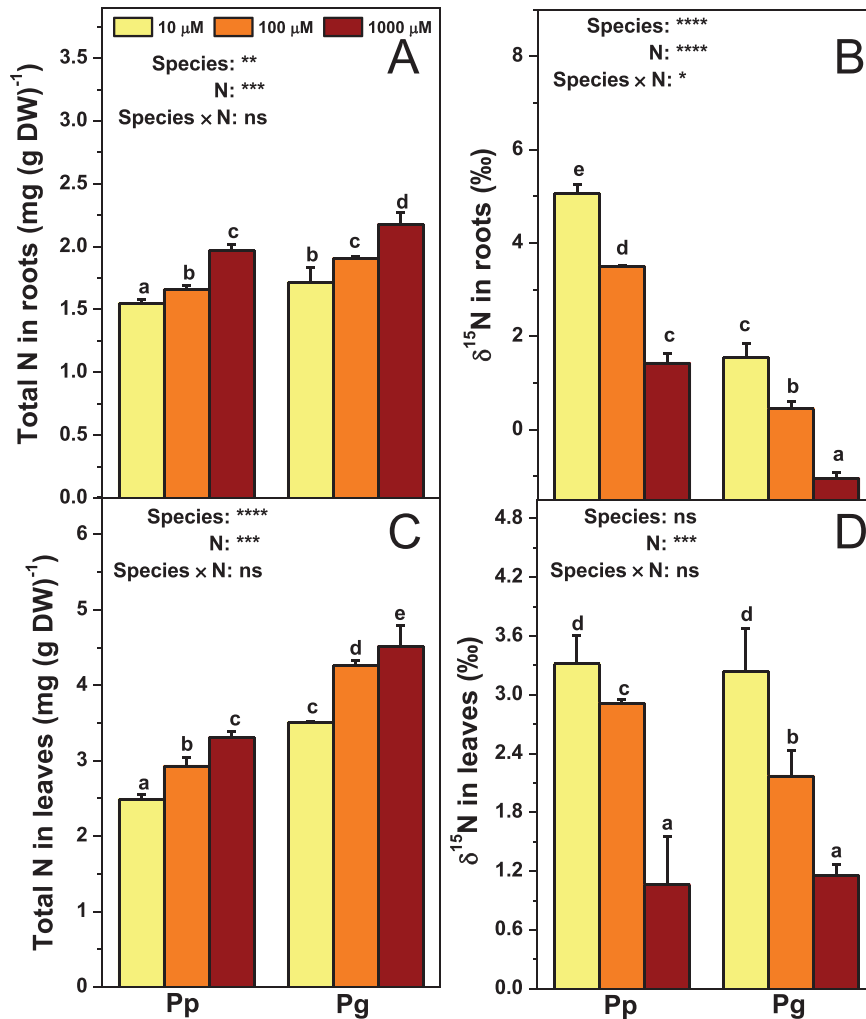 10 μM 100 μM 1000 μM
A
Species: **
N: ***
Species × N: ns
Total N in roots (mg (g DW)-1)
3.5
3.0
2.5
2.0
1.5
1.0
0.5
0.0
a
b
c
b
c
d
B
Species: ****
N: ****
Species × N: *
δ15N in roots (‰)
8
6
4
2
0
e
d
c
c
b
a
C
Species: ****
N: ***
Species × N: ns
Total N in leaves (mg (g DW)-1)
6
5
4
3
2
1
0
a
b
c
c
d
e
Pp Pg
D
Species: ns
N: ***
Species × N: ns
δ15N in leaves (‰)
4.8
4.2
3.6
3.0
2.4
1.8
1.2
0.6
0.0
d
c
a
d
b
a
Pp Pg